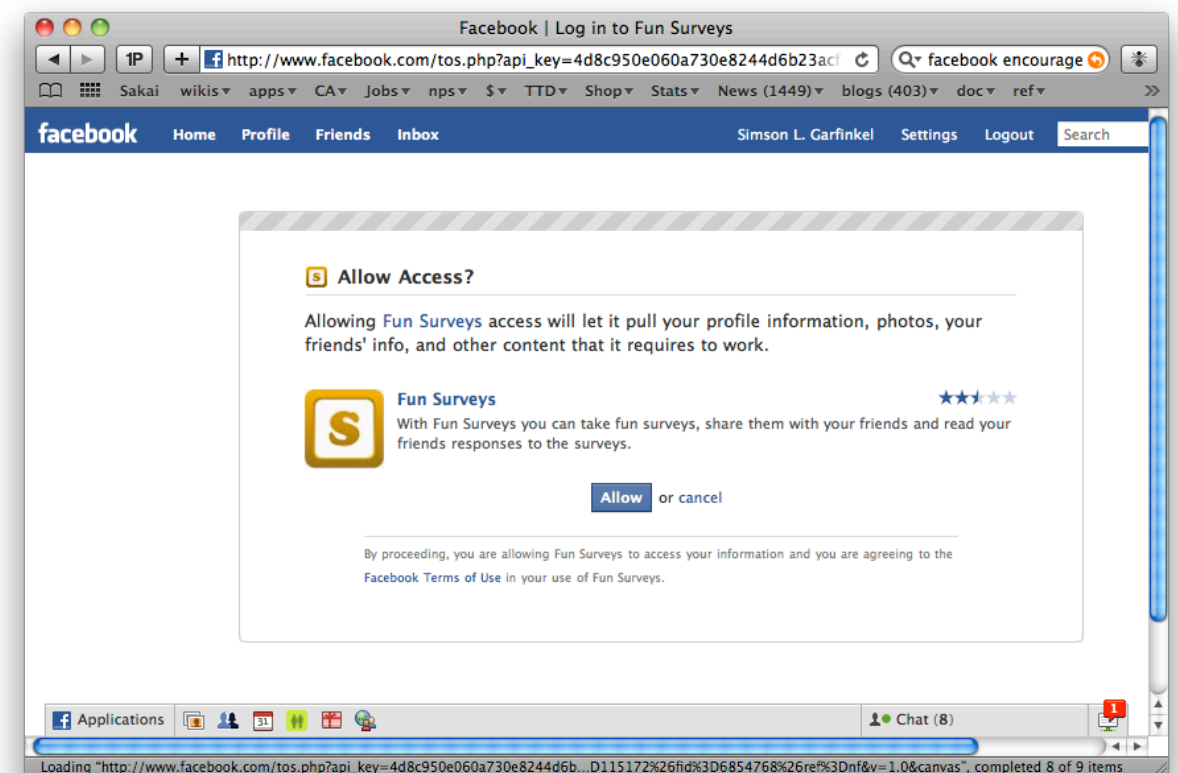 Facebook | Log in to Fun Surveys
1P + http://www.facebook.com/tos.php?api_key=4d8c950e060a730e8244d6b23acf facebook encourage
Sakai wikis apps CA Jobs nps $ TTD Shop Stats News (1449) blogs (403) doc ref
facebook Home Profile Friends Inbox Simson L. Garfinkel Settings Logout Search
S Allow Access?
Allowing Fun Surveys access will let it pull your profile information, photos, your
friends' info, and other content that it requires to work.
S
Fun Surveys
With Fun Surveys you can take fun surveys, share them with your friends and read your
friends responses to the surveys.
Allow or cancel
By proceeding, you are allowing Fun Surveys to access your information and you are agreeing to the
Facebook Terms of Use in your use of Fun Surveys.
f Applications 31 Chat (8) 1
Loading "http://www.facebook.com/tos.php?api_key=4d8c950e060a730e8244d6b...D115172%26fid%3D6854768%26ref%3Dnf&v=1.0&canvas", completed 8 of 9 items